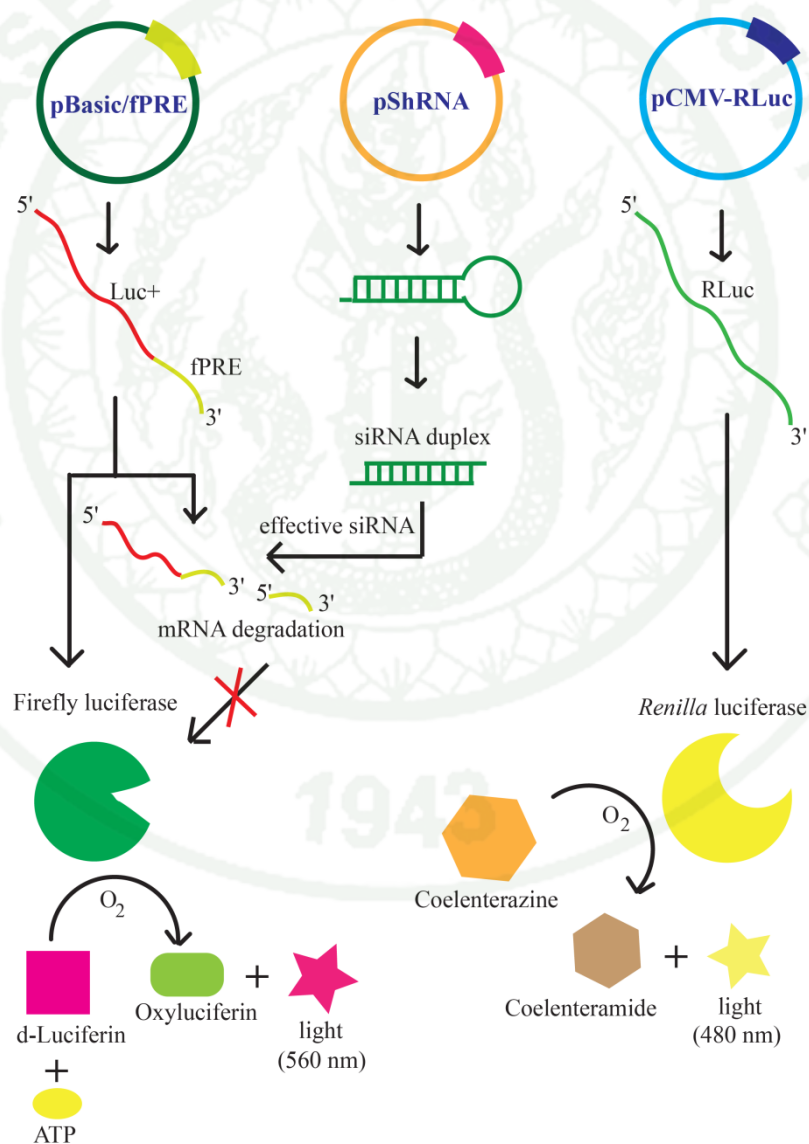 pBasic/fPRE
pShRNA
pCMV-RLuc
5'
Luc+
fPRE
3'
5'
RLuc
3'
siRNA duplex
effective siRNA
5'
3'
5'
3'
mRNA degradation
Firefly luciferase
Renilla luciferase
1943
O2
Coelenterazine
O2
d-Luciferin
+
ATP
Oxyluciferin
+
light
(560 nm)
Coelenteramide
+
light
(480 nm)